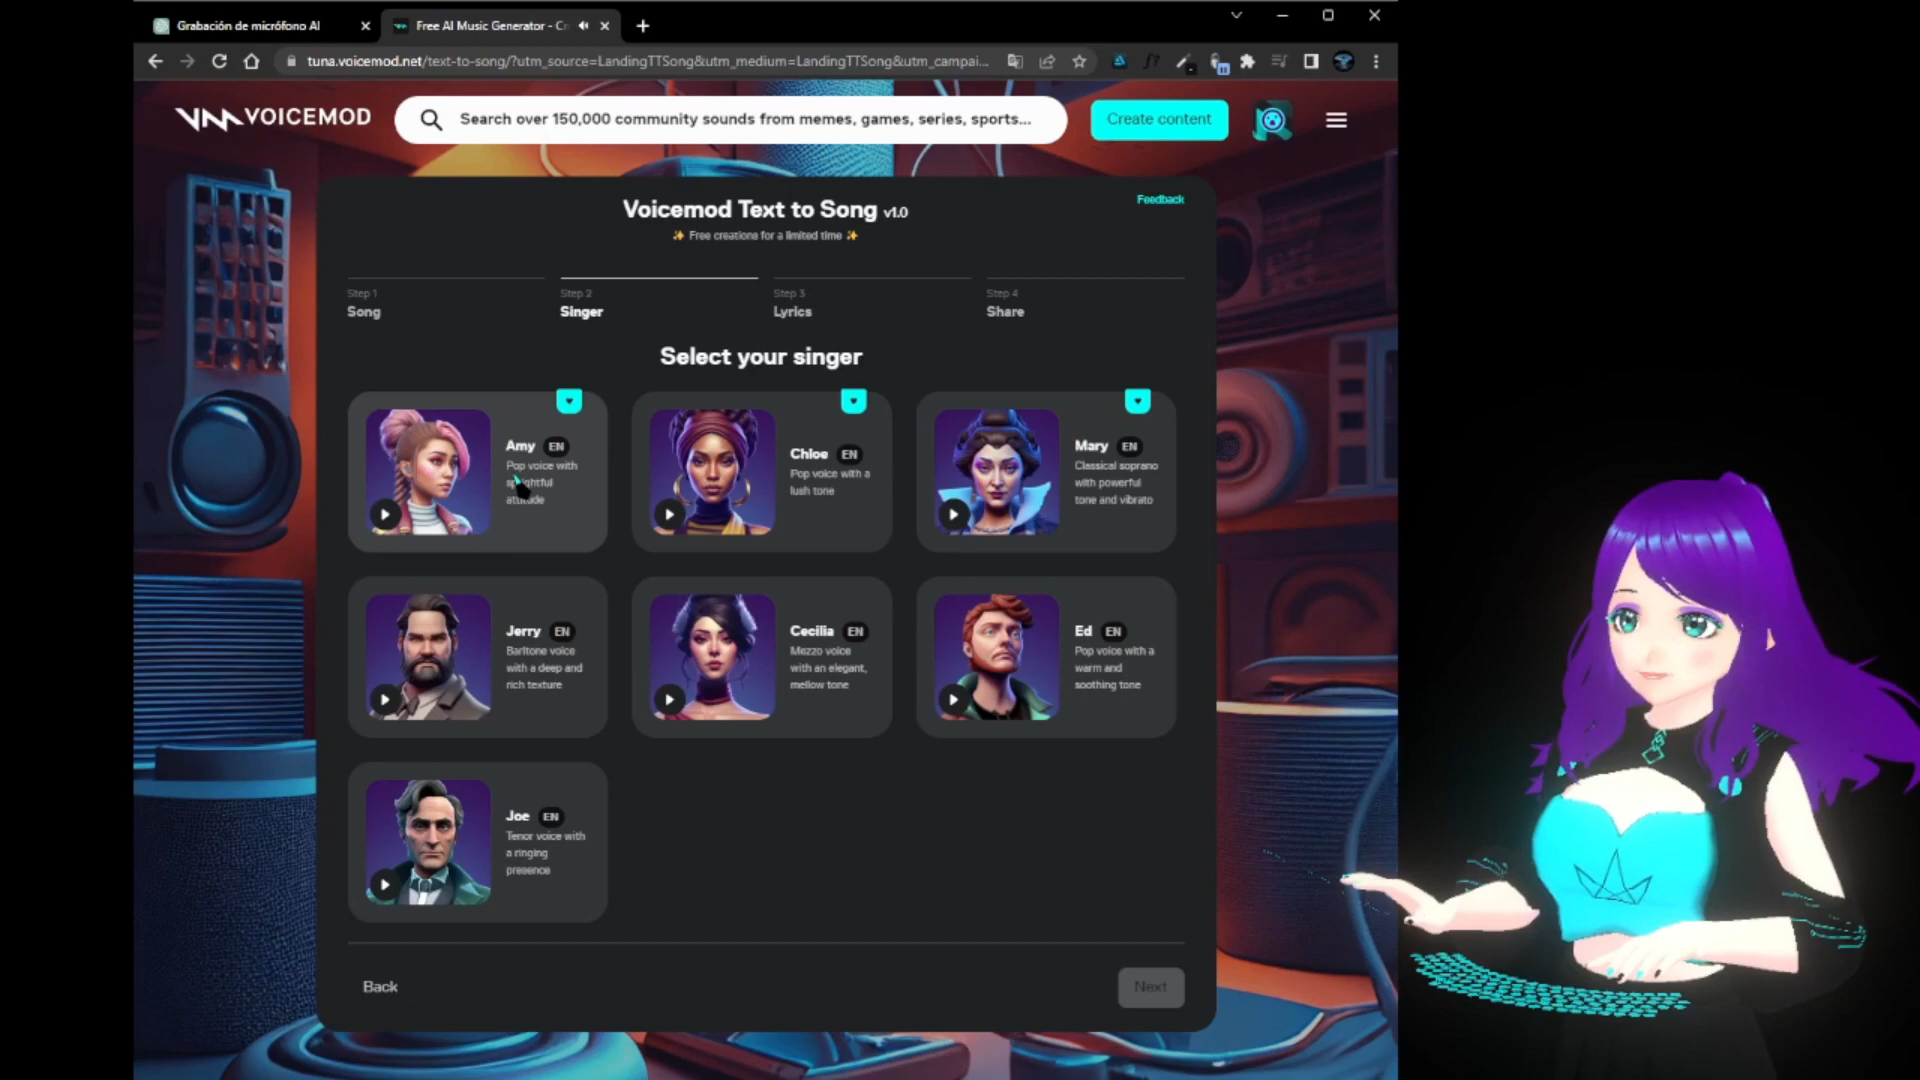 Grabación de micrófono AI
Free AI Music Generator - Cr
tuna.voicemod.net/text-to-song/?utm_source=LandingTTSong&utm_medium=LandingTTSong&utm_campai...
VOICEMOD
Search over 150,000 community sounds from memes, games, series, sports...
Create content
Feedback
Voicemod Text to Song v1.0
✨ Free creations for a limited time ✨
Step 1
Song
Step 2
Singer
Step 3
Lyrics
Step 4
Share
Select your singer
Amy EN
Pop voice with
attitude
Chloe EN
Pop voice with a
lush tone
Mary EN
Classical soprano
with powerful
tone and vibrato
Jerry EN
Baritone voice
with a deep and
rich texture
Cecilia EN
Mezzo voice
with an elegant,
mellow tone
Ed EN
Pop voice with a
warm and
soothing tone
Joe EN
Tenor voice with
a ringing
presence
Back
Next